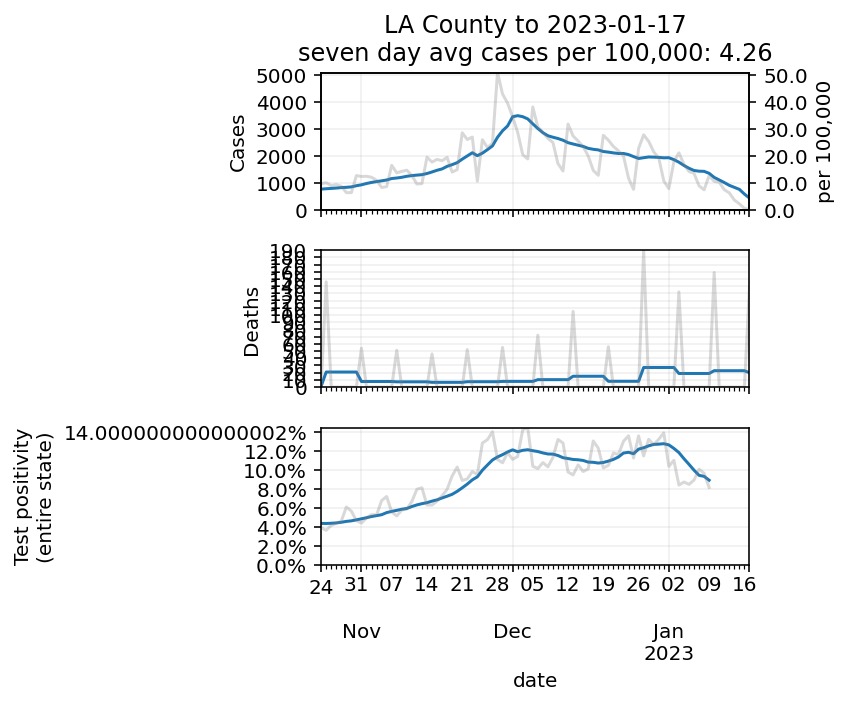 LA County to 2023-01-17
seven day avg cases per 100,000: 4.26
Cases
5000
4000
3000
2000
1000
0
50.0
40.0
30.0
20.0
10.0
0.0
per 100,000
Deaths
190
0
Test positivity
(entire state)
14.000000000000002%
12.0%
10.0%
8.0%
6.0%
4.0%
2.0%
0.0%
24 31 07 14 21 28 05 12 19 26 02 09 16
Nov Dec Jan
2023
date